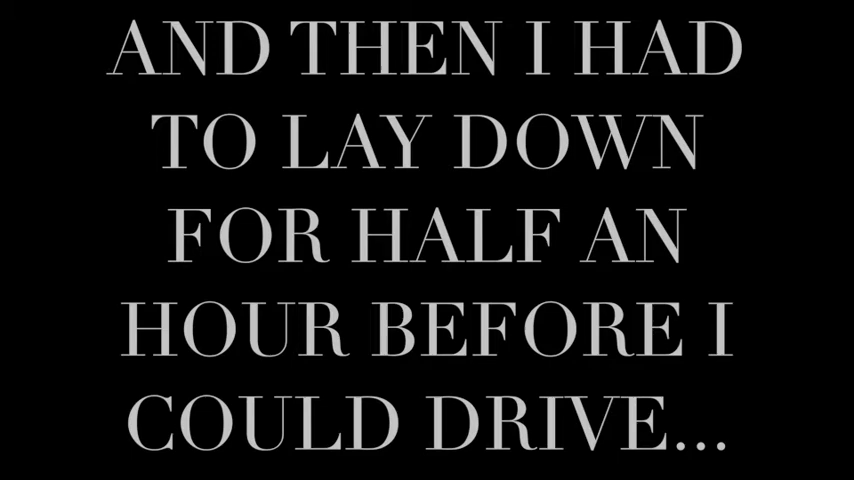 AND THEN I HAD
TO LAY DOWN
FOR HALF AN
HOUR BEFORE I
COULD DRIVE...